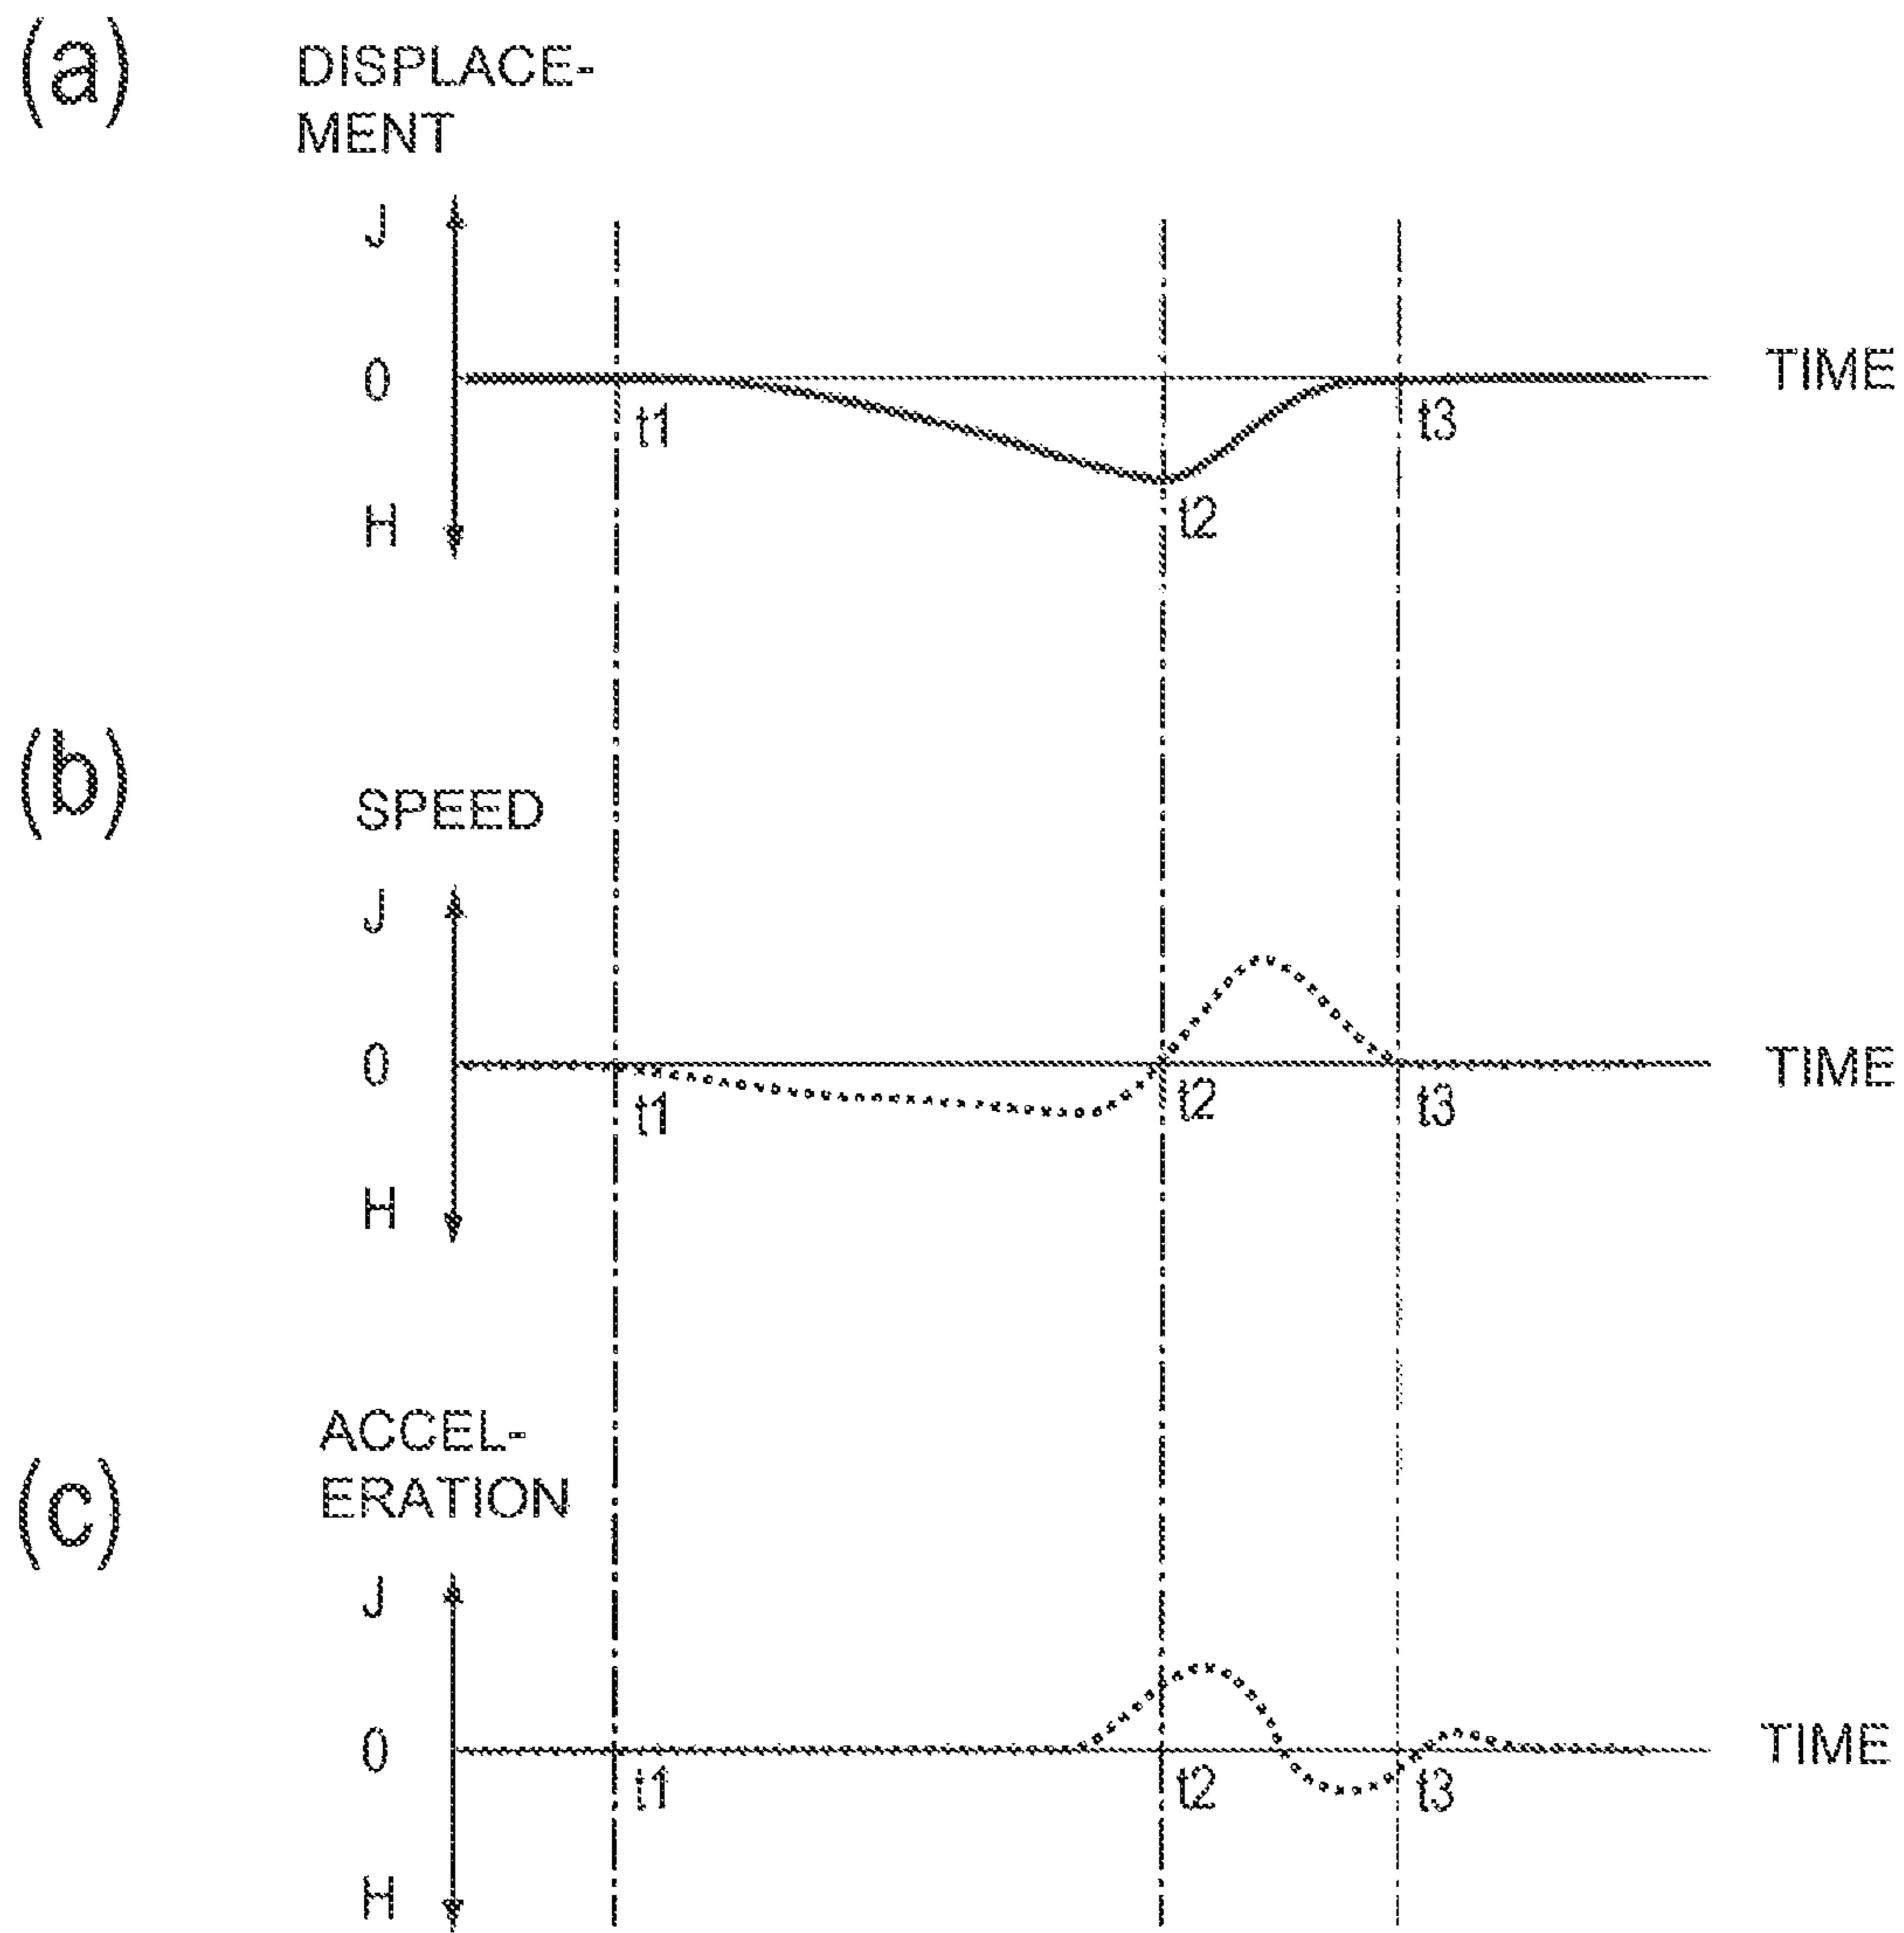 (a)
DISPLACE-
MENT
J
0
H
t1
t2
t3
TIME
(b)
SPEED
J
0
H
t1
t2
t3
TIME
(c)
ACCEL-
ERATION
J
0
H
t1
t2
t3
TIME